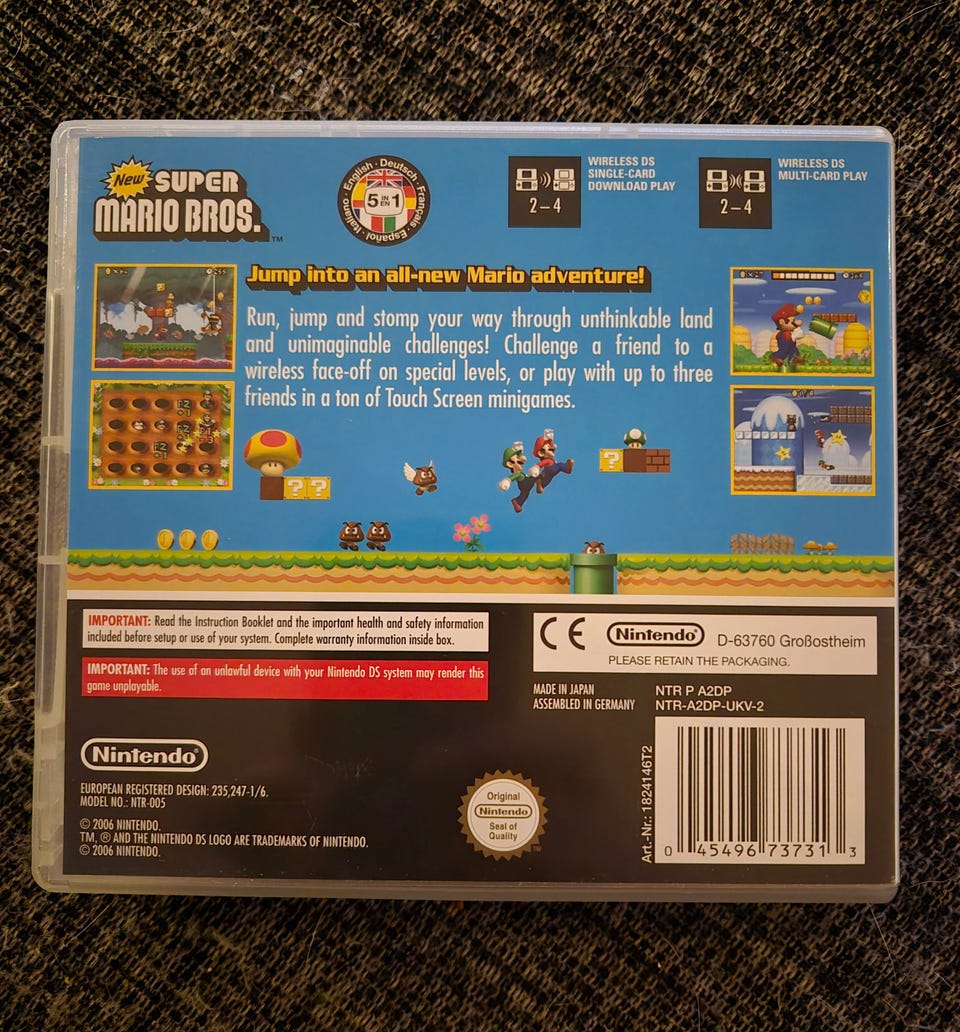 New SUPER
MARIO BROS.™
English · Deutsch · Français · Español · Italiano ·
5 IN EN 1
WIRELESS DS
SINGLE-CARD
DOWNLOAD PLAY
2–4
WIRELESS DS
MULTI-CARD PLAY
2–4
Jump into an all-new Mario adventure!
Run, jump and stomp your way through unthinkable land
and unimaginable challenges! Challenge a friend to a
wireless face-off on special levels, or play with up to three
friends in a ton of Touch Screen minigames.
IMPORTANT: Read the Instruction Booklet and the important health and safety information
included before setup or use of your system. Complete warranty information inside box.
IMPORTANT: The use of an unlawful device with your Nintendo DS system may render this
game unplayable.
CE Nintendo® D-63760 Großostheim
PLEASE RETAIN THE PACKAGING.
MADE IN JAPAN
ASSEMBLED IN GERMANY
NTR P A2DP
NTR-A2DP-UKV-2
Nintendo®
EUROPEAN REGISTERED DESIGN: 235,247-1/6.
MODEL NO.: NTR-005
© 2006 NINTENDO.
TM, ® AND THE NINTENDO DS LOGO ARE TRADEMARKS OF NINTENDO.
© 2006 NINTENDO.
Original
Nintendo
Seal of
Quality
TM
Art.-Nr.: 1824146T2
0 45496 73731 3